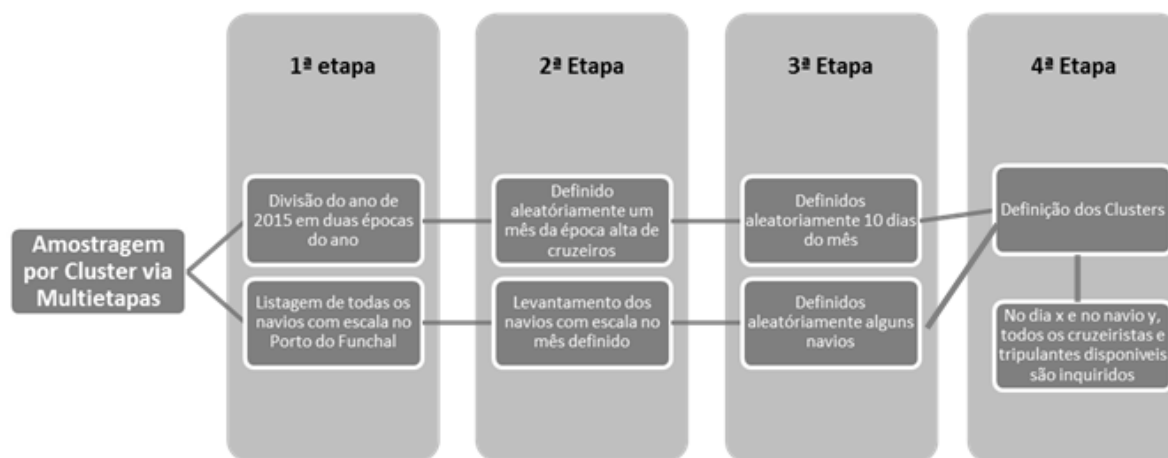 1ª etapa
2ª Etapa
3ª Etapa
4ª Etapa
Amostragem
por Cluster via
Multietapas
Divisão do ano de
2015 em duas épocas
do ano
Listagem de todas os
navios com escala no
Porto do Funchal
Definido
aleatóriamente um
mês da época alta de
cruzeiros
Levantamento dos
navios com escala no
mês definido
Definidos
aleatoriamente 10 dias
do mês
Definidos
aleatóriamente alguns
navios
Definição dos Clusters
No dia x e no navio y,
todos os cruzeiristas e
tripulantes disponiveis
são inquiridos